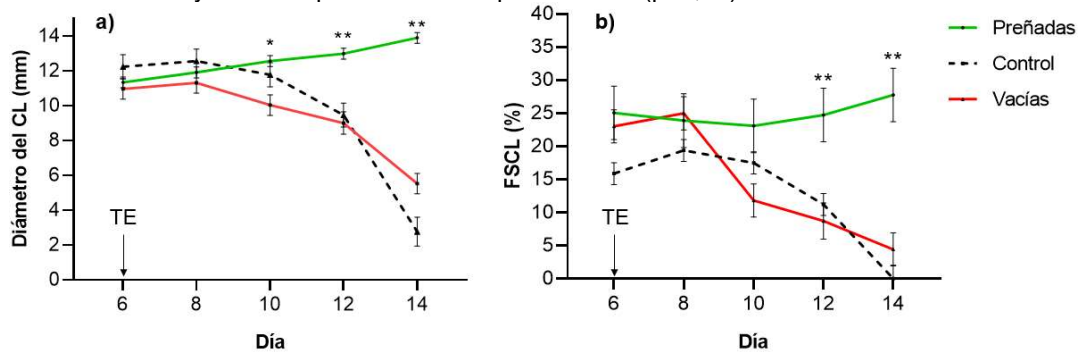 a)
Diámetro del CL (mm)
14
12
10
8
6
4
2
0
*
**
**
TE
6 8 10 12 14
Día
b)
FSCL (%)
40
35
30
25
20
15
10
5
0
**
**
TE
6 8 10 12 14
Día
Preñadas
Control
Vacías